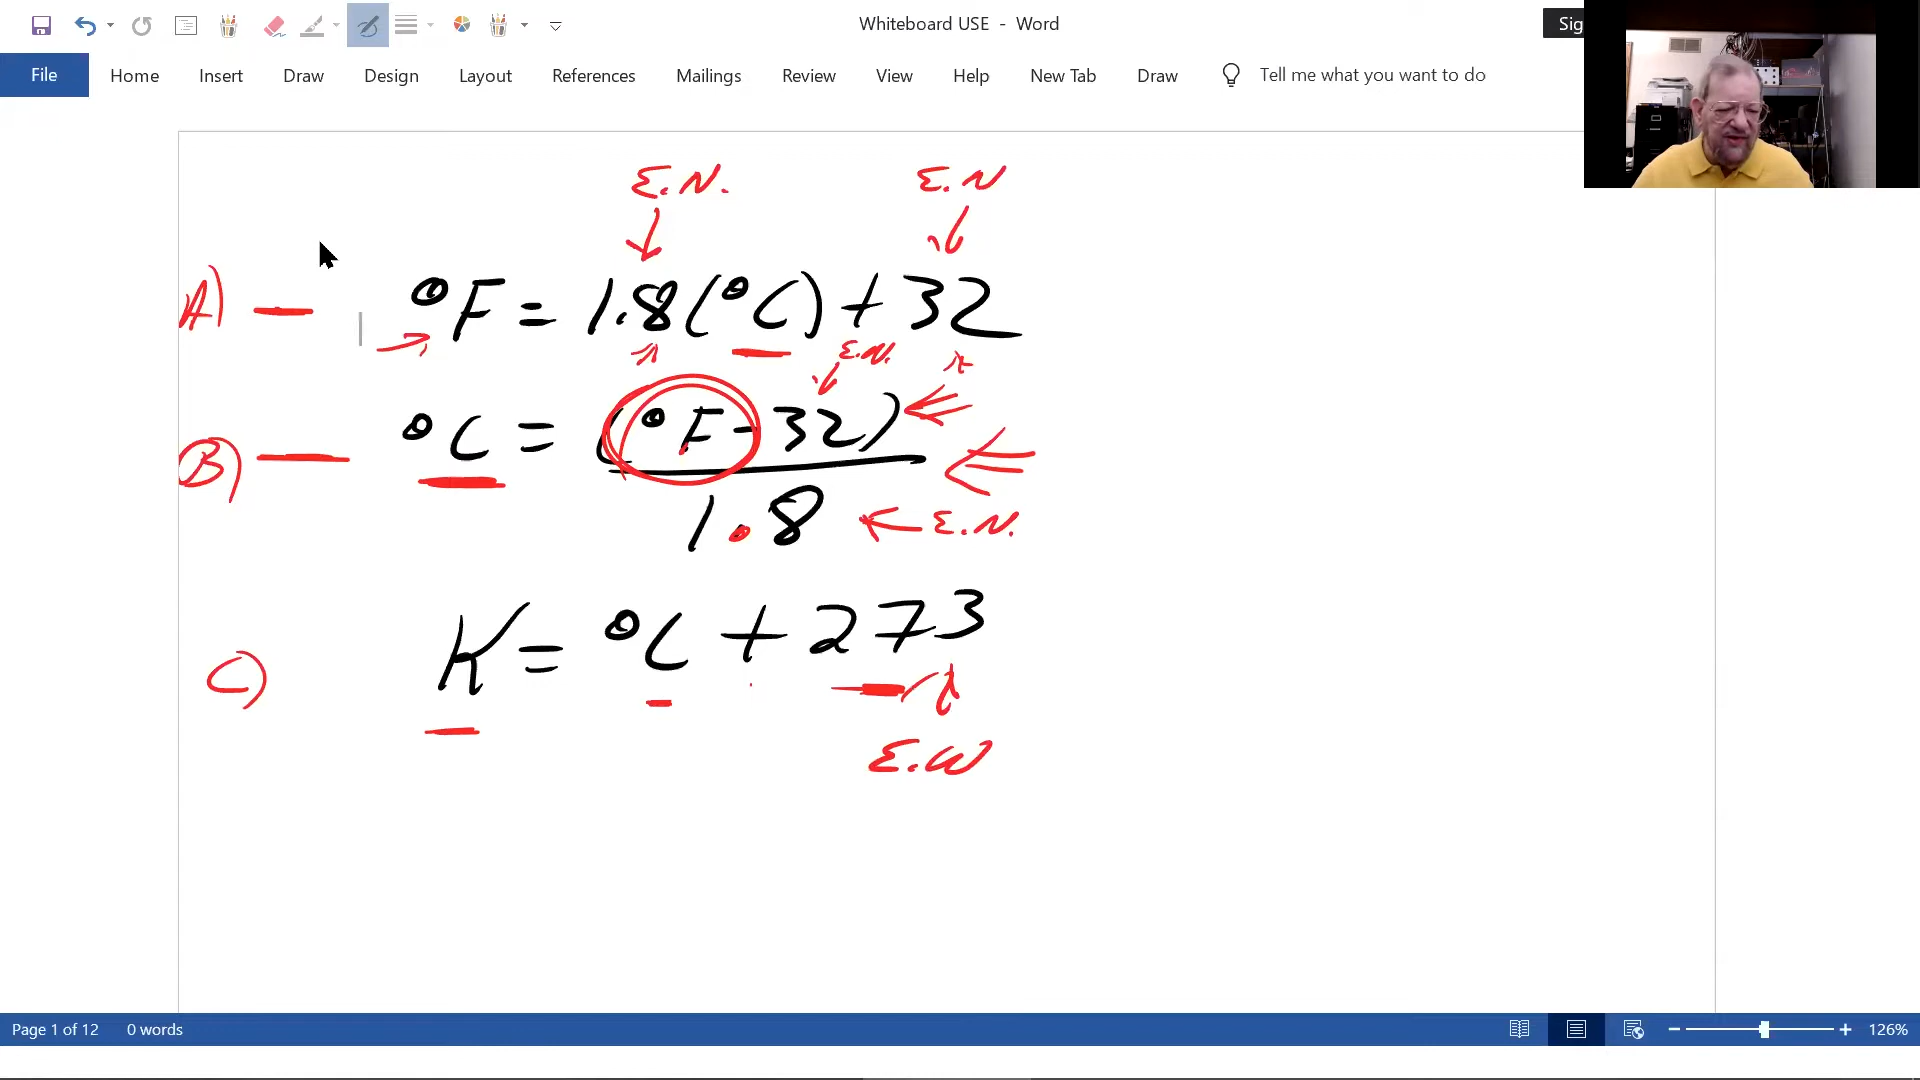 Whiteboard USE - Word
Sig
File Home Insert Draw Design Layout References Mailings Review View Help New Tab Draw Tell me what you want to do
E.N. E.N
A) — °F = 1.8(°C) + 32
E.N.
B) — °C = (°F - 32)
1.8 ← E.N.
C) K = °C + 273
E.N
Page 1 of 12 0 words 126%